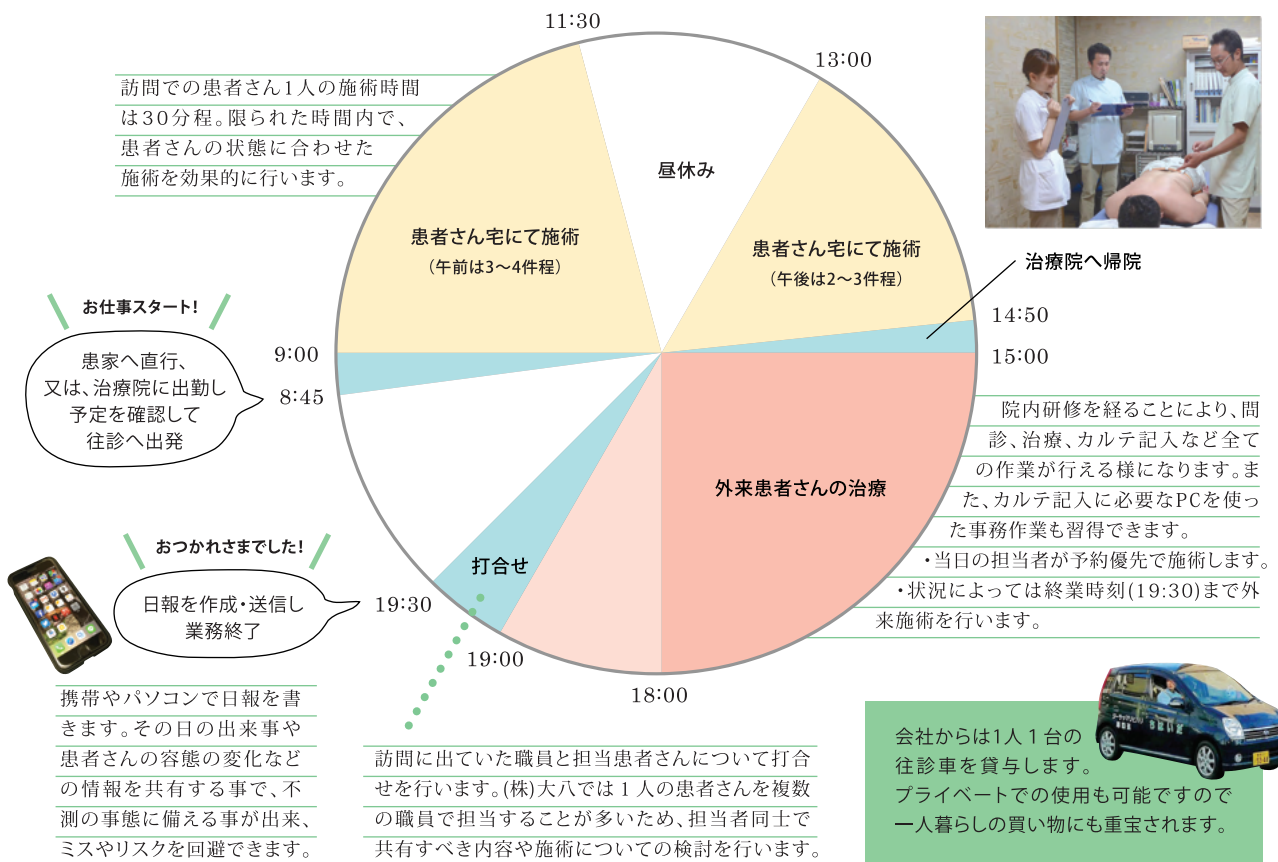 11:30
13:00
訪問での患者さん1人の施術時間
は30分程。限られた時間内で、
患者さんの状態に合わせた
施術を効果的に行います。
昼休み
患者さん宅にて施術
（午前は3〜4件程）
患者さん宅にて施術
（午後は2〜3件程）
治療院へ帰院
14:50
15:00
お仕事スタート！
患家へ直行、
又は、治療院に出勤し
予定を確認して
往診へ出発
9:00
8:45
院内研修を経ることにより、問
診、治療、カルテ記入など全て
の作業が行える様になります。ま
た、カルテ記入に必要なPCを使っ
た事務作業も習得できます。
・当日の担当者が予約優先で施術します。
・状況によっては終業時刻(19:30)まで外
来施術を行います。
外来患者さんの治療
打合せ
おつかれさまでした！
日報を作成・送信し
業務終了
19:30
19:00
18:00
携帯やパソコンで日報を書
きます。その日の出来事や
患者さんの容態の変化など
の情報を共有する事で、不
測の事態に備える事が出来、
ミスやリスクを回避できます。
訪問に出ていた職員と担当患者さんについて打合
せを行います。(株)大八では１人の患者さんを複数
の職員で担当することが多いため、担当者同士で
共有すべき内容や施術についての検討を行います。
会社からは1人１台の
往診車を貸与します。
プライベートでの使用も可能ですので
一人暮らしの買い物にも重宝されます。